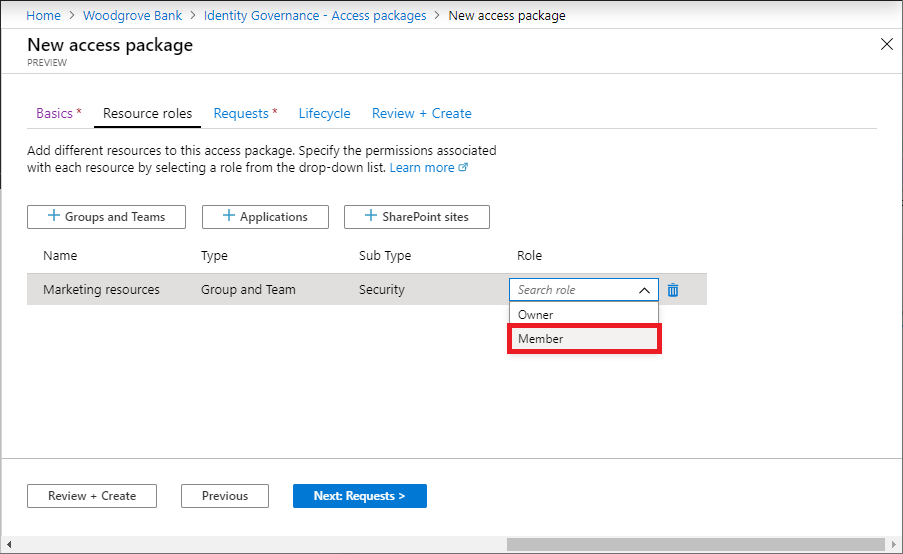 Home > Woodgrove Bank > Identity Governance - Access packages > New access package
New access package
PREVIEW
Basics * Resource roles Requests * Lifecycle Review + Create
Add different resources to this access package. Specify the permissions associated
with each resource by selecting a role from the drop-down list. Learn more
+ Groups and Teams + Applications + SharePoint sites
Name Type Sub Type Role
Marketing resources Group and Team Security Search role
Owner
Member
Review + Create Previous Next: Requests >